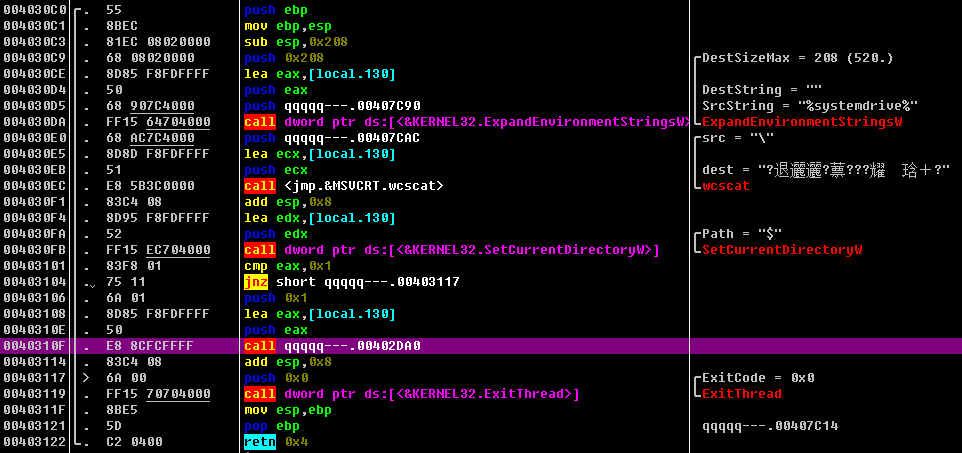 004030C0 . 55 push ebp
004030C1 . 8BEC mov ebp,esp
004030C3 . 81EC 08020000 sub esp,0x208
004030C9 . 68 08020000 push 0x208 DestSizeMax = 208 (520.)
004030CE . 8D85 F8FDFFFF lea eax,[local.130]
004030D4 . 50 push eax DestString = ""
004030D5 . 68 907C4000 push qqqqq---.00407C90 SrcString = "%systemdrive%"
004030DA . FF15 64704000 call dword ptr ds:[<&KERNEL32.ExpandEnvironmentStringsW> ExpandEnvironmentStringsW
004030E0 . 68 AC7C4000 push qqqqq---.00407CAC src = "\"
004030E5 . 8D8D F8FDFFFF lea ecx,[local.130]
004030EB . 51 push ecx dest = "?退邐邐?蔈???耀 琀+?"
004030EC . E8 5B3C0000 call <jmp.&MSVCRT.wcscat> wcscat
004030F1 . 83C4 08 add esp,0x8
004030F4 . 8D95 F8FDFFFF lea edx,[local.130]
004030FA . 52 push edx Path = "$"
004030FB . FF15 EC704000 call dword ptr ds:[<&KERNEL32.SetCurrentDirectoryW>] SetCurrentDirectoryW
00403101 . 83F8 01 cmp eax,0x1
00403104 . 75 11 jnz short qqqqq---.00403117
00403106 . 6A 01 push 0x1
00403108 . 8D85 F8FDFFFF lea eax,[local.130]
0040310E . 50 push eax
0040310F . E8 8CFCFFFF call qqqqq---.00402DA0
00403114 . 83C4 08 add esp,0x8
00403117 > 6A 00 push 0x0 ExitCode = 0x0
00403119 . FF15 70704000 call dword ptr ds:[<&KERNEL32.ExitThread>] ExitThread
0040311F . 8BE5 mov esp,ebp
00403121 . 5D pop ebp qqqqq---.00407C14
00403122 . C2 0400 retn 0x4